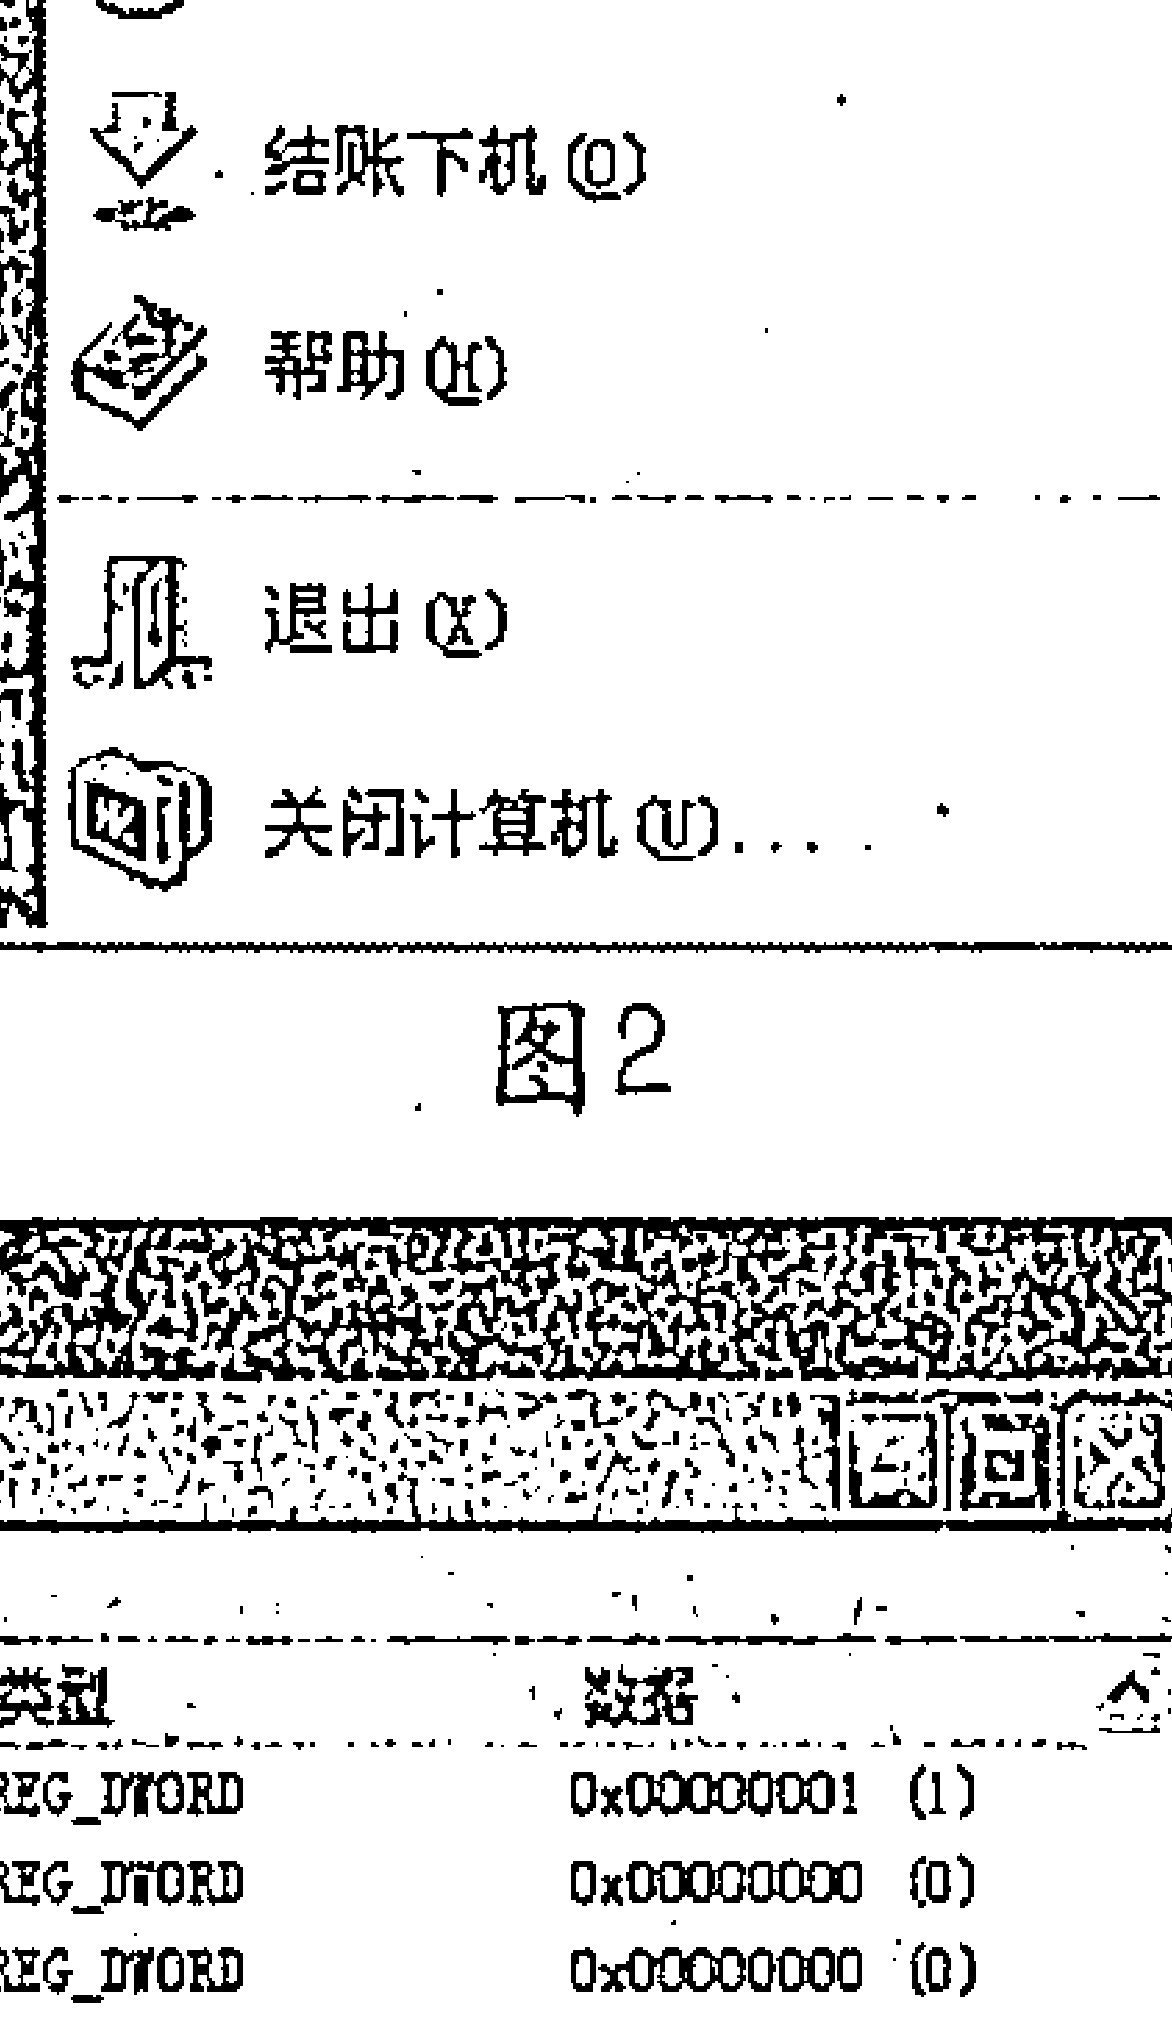 结账下机(O)
帮助(H)
退出(X)
关闭计算机(U)...
图2
类型 数据
REG_DWORD 0x00000001 (1)
REG_DWORD 0x00000000 (0)
REG_DWORD 0x00000000 (0)